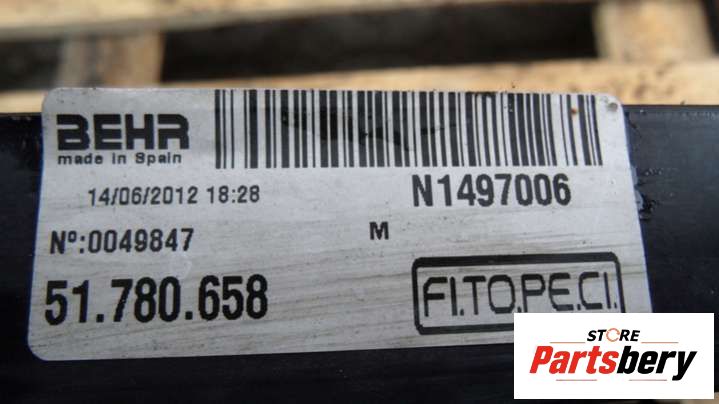 BEHR
made in Spain
14/06/2012 18:28
N1497006
Nº:0049847
M
51.780.658
FI.TO.PE.CI.
STORE
Partsbery